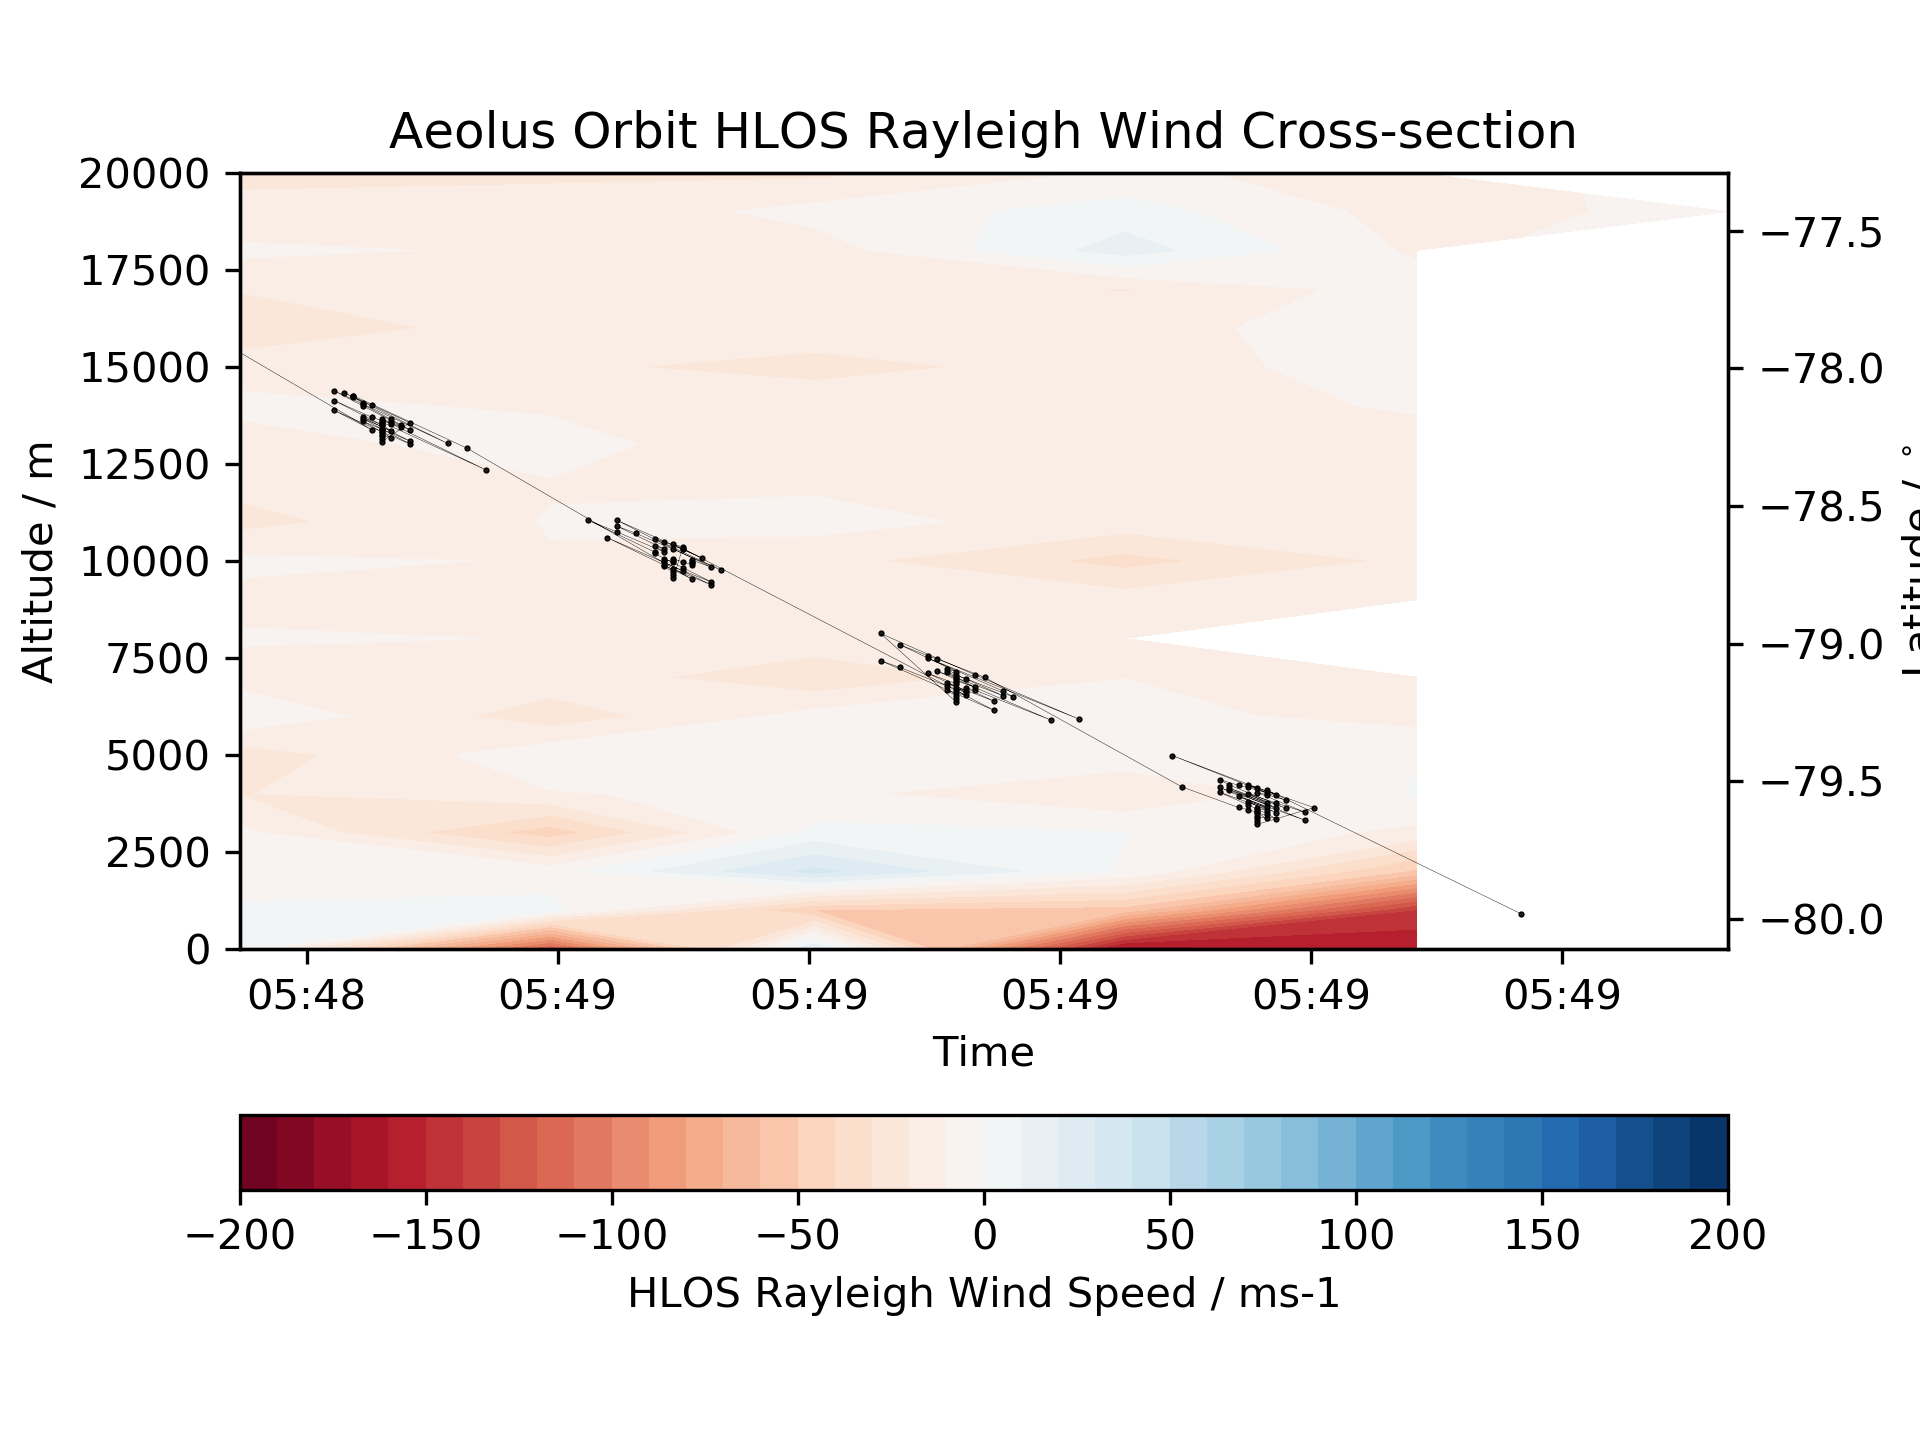 Aeolus Orbit HLOS Rayleigh Wind Cross-section
20000
17500
15000
12500
10000
7500
5000
2500
0
Altitude / m
−77.5
−78.0
−78.5
−79.0
−79.5
−80.0
Latitude / °
05:48 05:49 05:49 05:49 05:49 05:49
Time
−200 −150 −100 −50 0 50 100 150 200
HLOS Rayleigh Wind Speed / ms-1